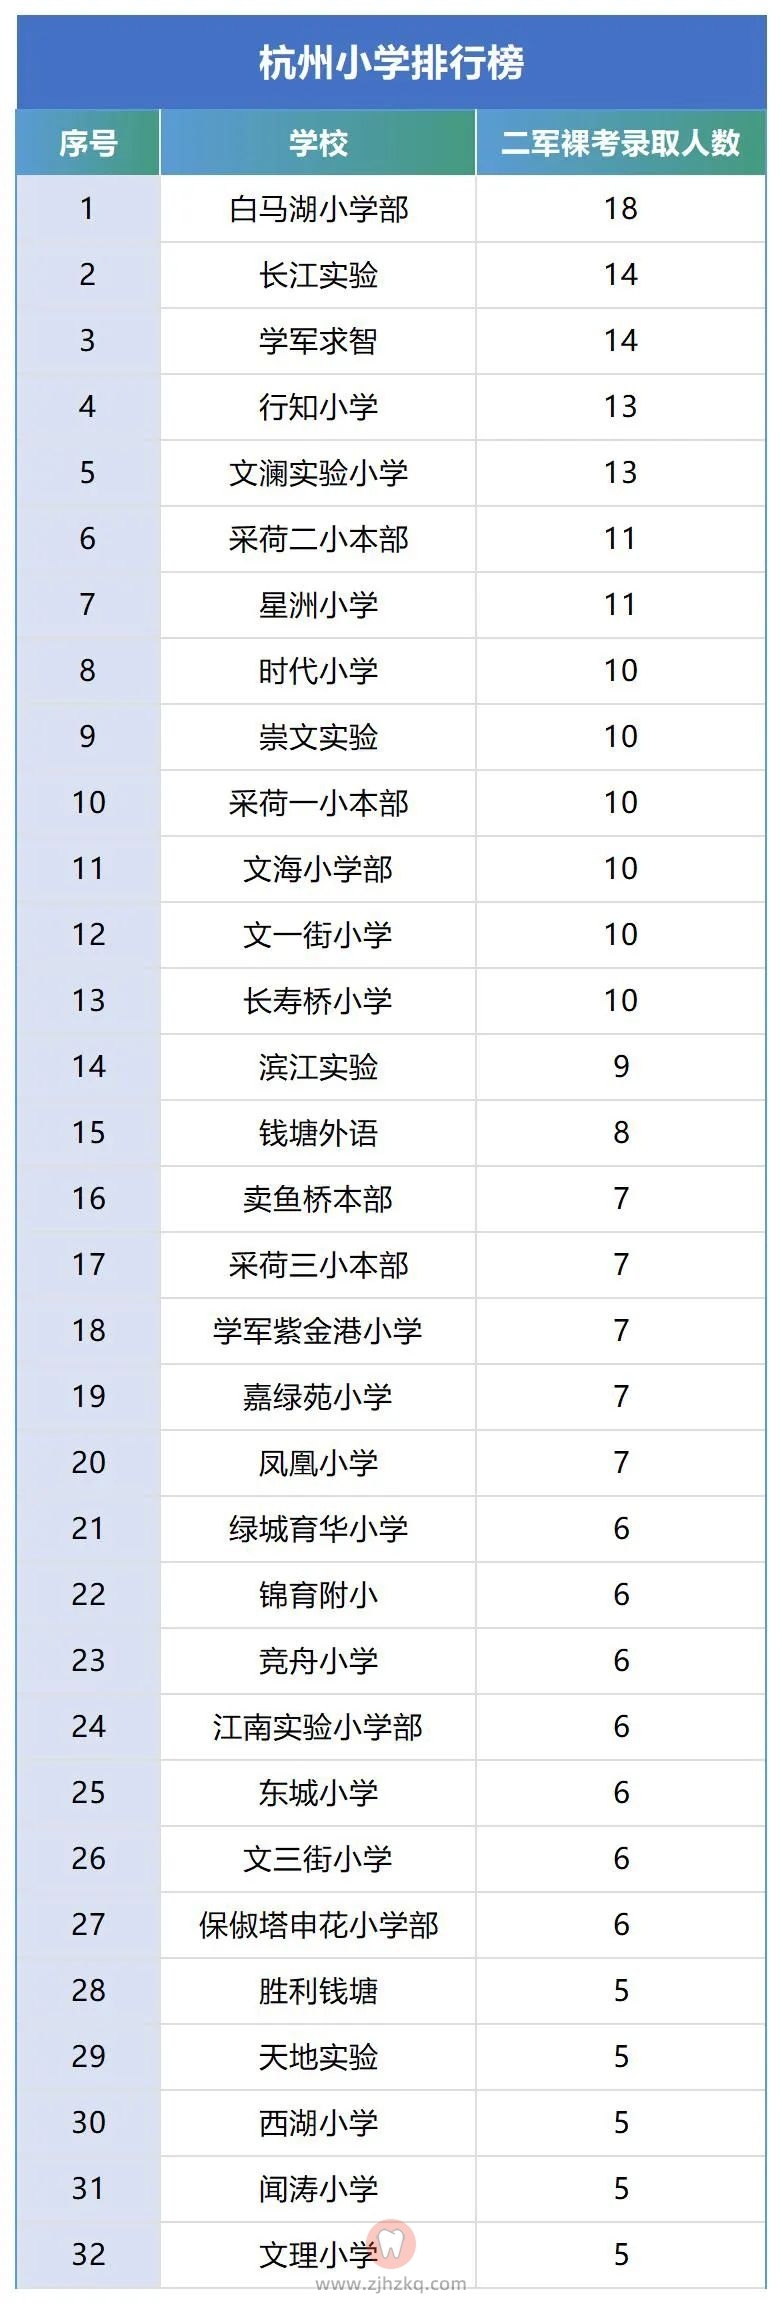 杭州小学排行榜
序号 学校 二军裸考录取人数
1 白马湖小学部 18
2 长江实验 14
3 学军求智 14
4 行知小学 13
5 文澜实验小学 13
6 采荷二小本部 11
7 星洲小学 11
8 时代小学 10
9 崇文实验 10
10 采荷一小本部 10
11 文海小学部 10
12 文一街小学 10
13 长寿桥小学 10
14 滨江实验 9
15 钱塘外语 8
16 卖鱼桥本部 7
17 采荷三小本部 7
18 学军紫金港小学 7
19 嘉绿苑小学 7
20 凤凰小学 7
21 绿城育华小学 6
22 锦育附小 6
23 竞舟小学 6
24 江南实验小学部 6
25 东城小学 6
26 文三街小学 6
27 保俶塔申花小学部 6
28 胜利钱塘 5
29 天地实验 5
30 西湖小学 5
31 闻涛小学 5
32 文理小学 5
www.zjhzkq.com